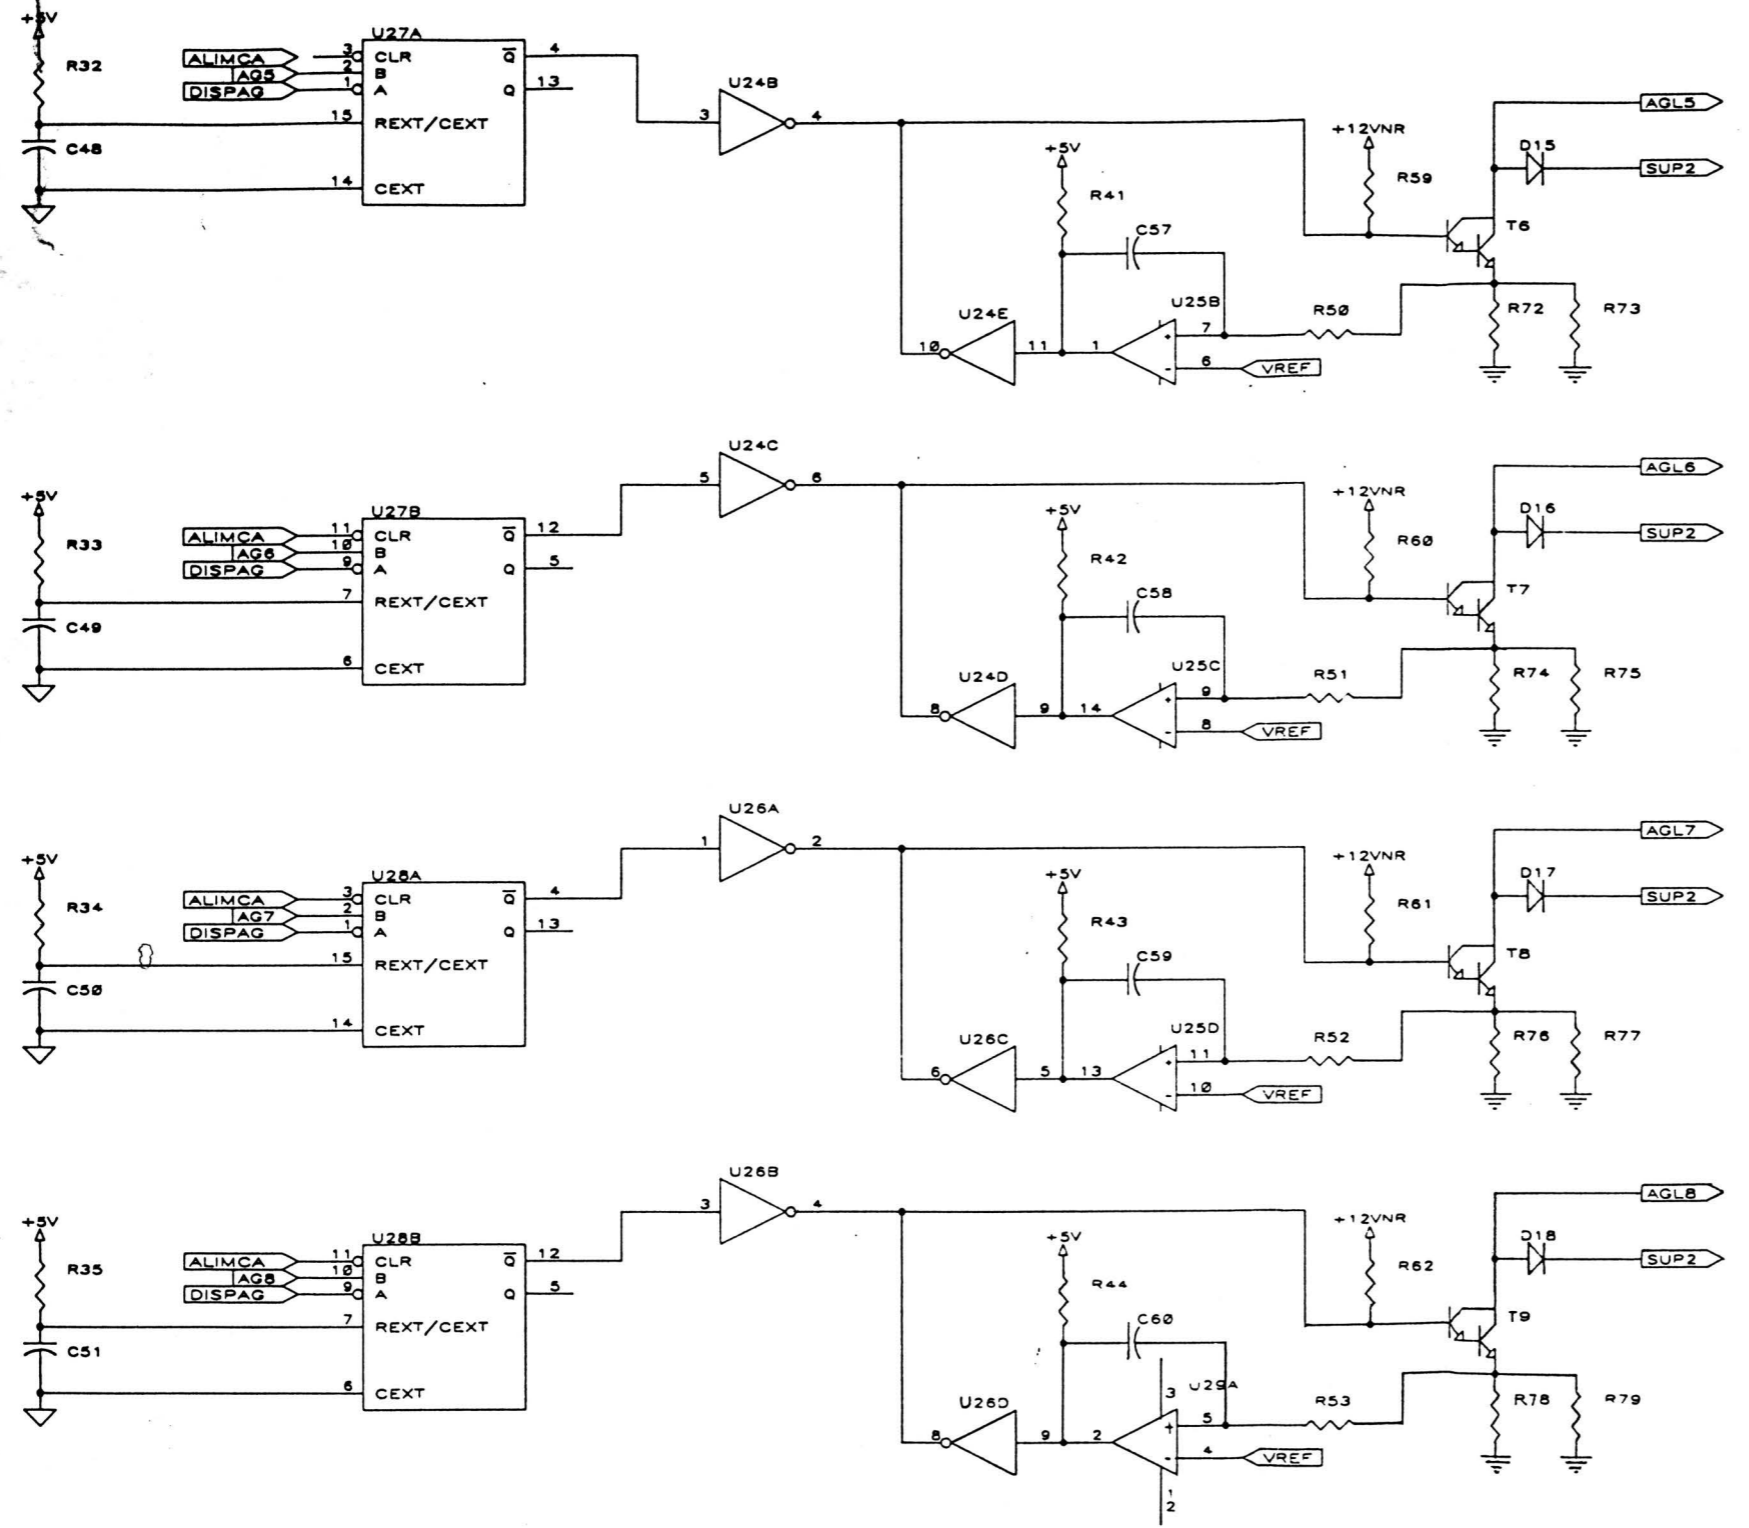 +5V
R32
C48
ALIMCA
AG5
DISPAG
U27A
3 CLR
2 B
1 A
15 REXT/CEXT
14 CEXT
Q 4
Q 13
U24B
3 4
+5V
R41
C57
U24E
10 11
U25B
1 7 +
6 -
VREF
R50
+12VNR
R59
T6
R72 R73
D15
AGL5
SUP2
+5V
R33
C49
ALIMCA
AG6
DISPAG
U27B
11 CLR
10 B
9 A
7 REXT/CEXT
6 CEXT
Q 12
Q 5
U24C
5 6
+5V
R42
C58
U24D
8 9
U25C
14 9 +
8 -
VREF
R51
+12VNR
R60
T7
R74 R75
D16
AGL6
SUP2
+5V
R34
C50
ALIMCA
AG7
DISPAG
U28A
3 CLR
2 B
1 A
15 REXT/CEXT
14 CEXT
Q 4
Q 13
U26A
1 2
+5V
R43
C59
U26C
6 5
U25D
13 11 +
10 -
VREF
R52
+12VNR
R61
T8
R76 R77
D17
AGL7
SUP2
+5V
R35
C51
ALIMCA
AG8
DISPAG
U28B
11 CLR
10 B
9 A
7 REXT/CEXT
6 CEXT
Q 12
Q 5
U26B
3 4
+5V
R44
C60
U26D
8 9
U29A
3
2 5 +
4 -
12
VREF
R53
+12VNR
R62
T9
R78 R79
D18
AGL8
SUP2